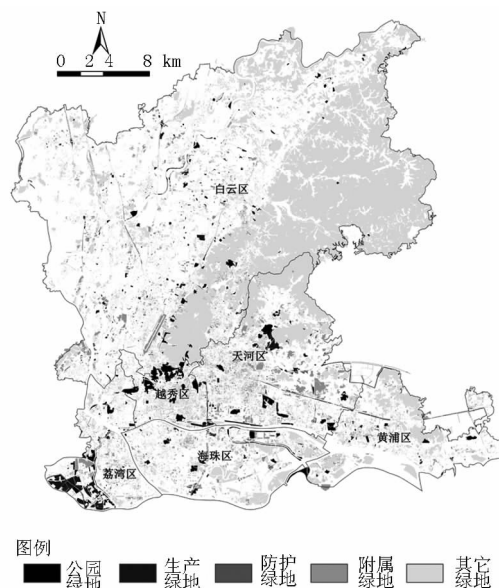 N
0 2 4 8 km
白云区
天河区
越秀区
黄浦区
海珠区
荔湾区
图例
公园 生产 防护 附属 其它
绿地 绿地 绿地 绿地 绿地